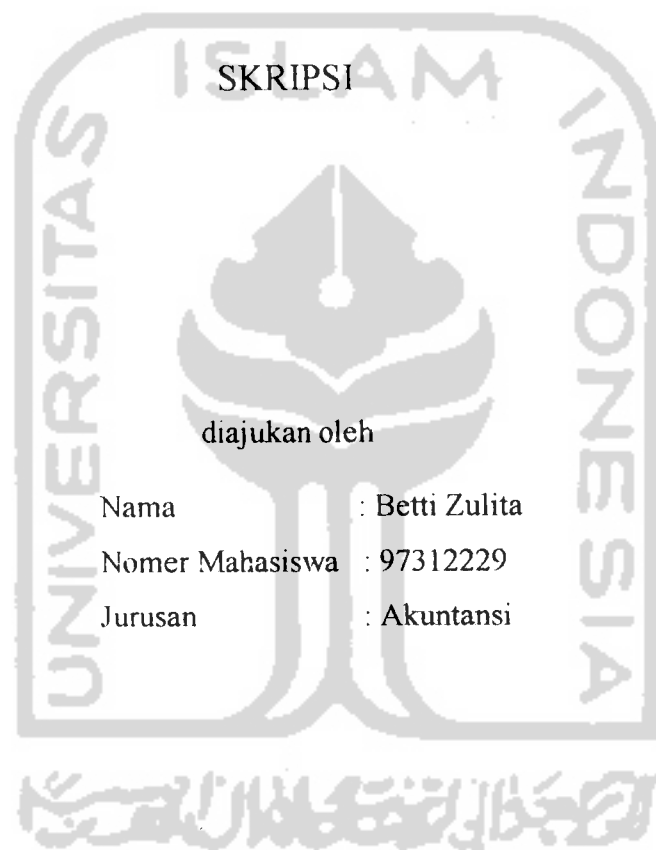 UNIVERSITAS ISLAM INDONESIA
SKRIPSI
diajukan oleh
Nama : Betti Zulita
Nomer Mahasiswa : 97312229
Jurusan : Akuntansi